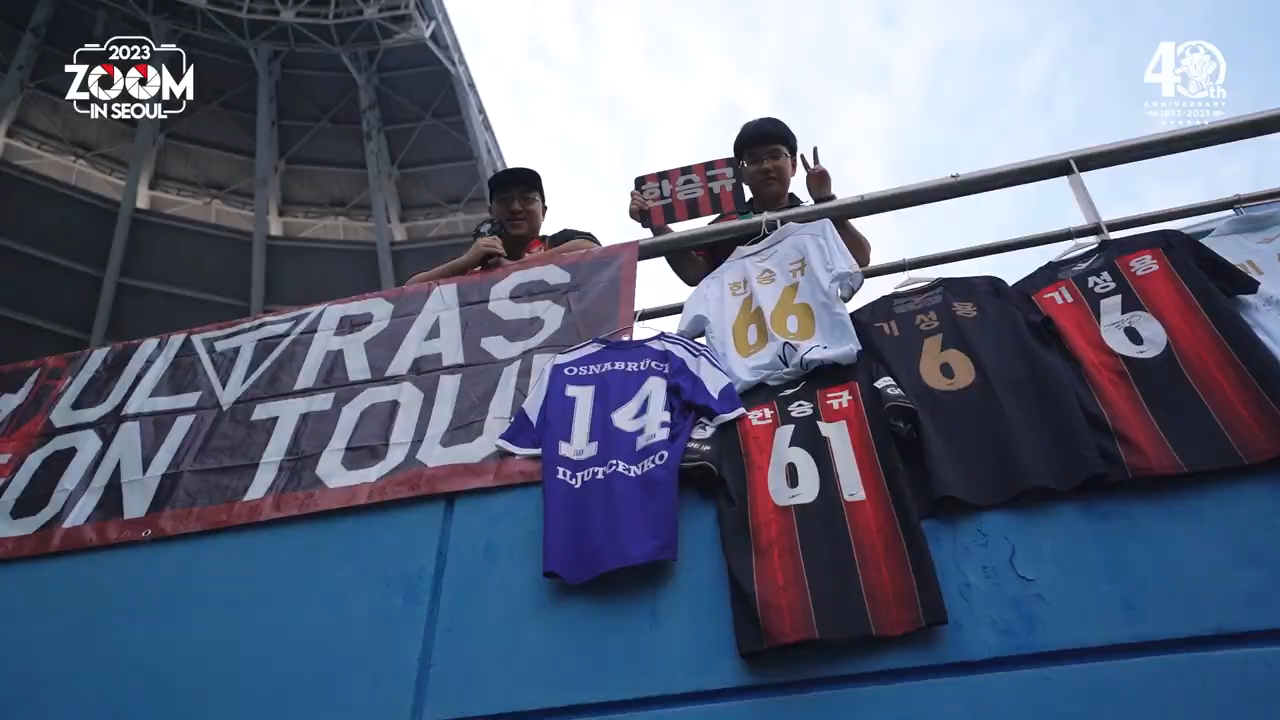 2023
ZOOM
IN SEOUL
40th
ANNIVERSARY
1983-2023
한승규
ULTRAS
ON TOUR
OSNABRÜCK
14
ILJUTCENKO
한승규
66
한승규
61
기성용
6
기성용
6